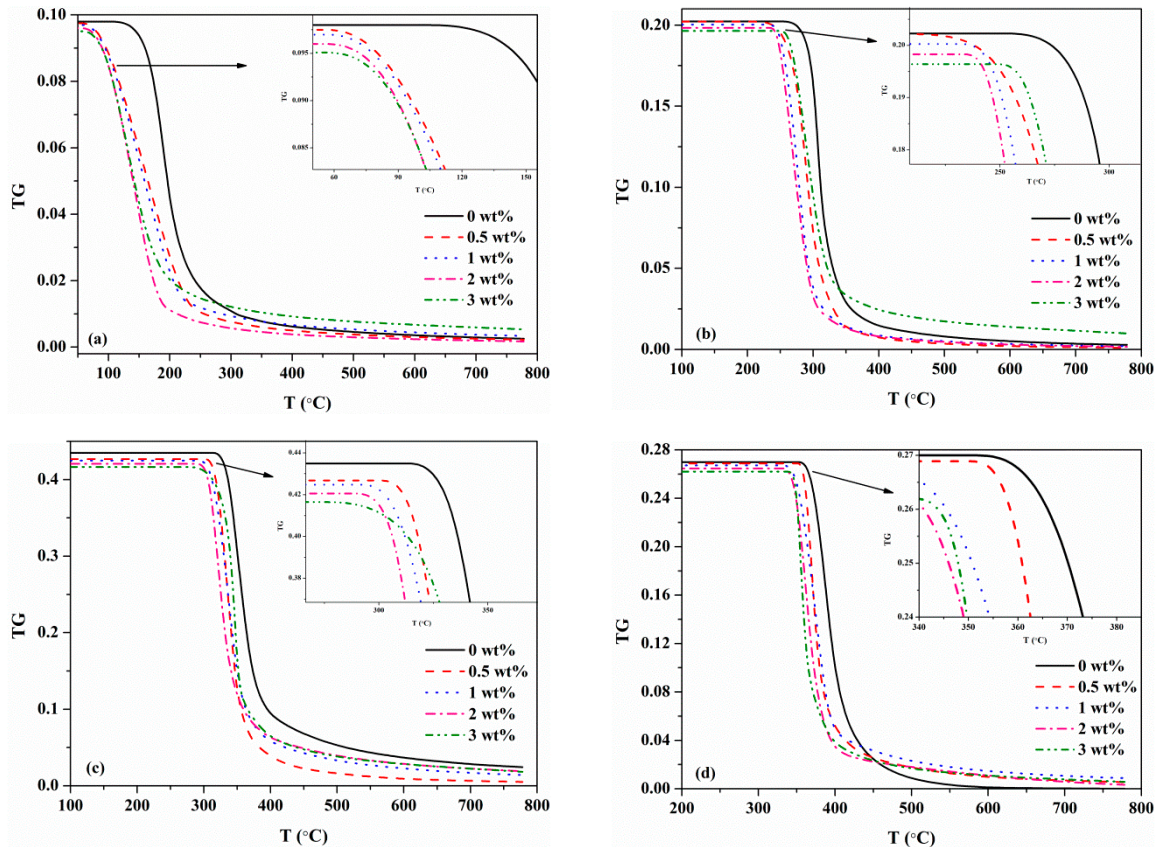 0.10
0.08
0.06
0.04
0.02
0.00
TG
100 200 300 400 500 600 700 800
T (°C)
(a)
0 wt%
0.5 wt%
1 wt%
2 wt%
3 wt%
TG
0.095
0.090
0.085
60 90 120 150
T (°C)
0.20
0.15
0.10
0.05
0.00
TG
100 200 300 400 500 600 700 800
T (°C)
(b)
0 wt%
0.5 wt%
1 wt%
2 wt%
3 wt%
TG
0.20
0.19
0.18
250 300
T (°C)
0.4
0.3
0.2
0.1
0.0
TG
100 200 300 400 500 600 700 800
T (°C)
(c)
0 wt%
0.5 wt%
1 wt%
2 wt%
3 wt%
TG
0.44
0.42
0.40
0.38
300 350
T (°C)
0.28
0.24
0.20
0.16
0.12
0.08
0.04
0.00
TG
200 300 400 500 600 700 800
T (°C)
(d)
0 wt%
0.5 wt%
1 wt%
2 wt%
3 wt%
TG
0.27
0.26
0.25
0.24
340 350 360 370 380
T (°C)